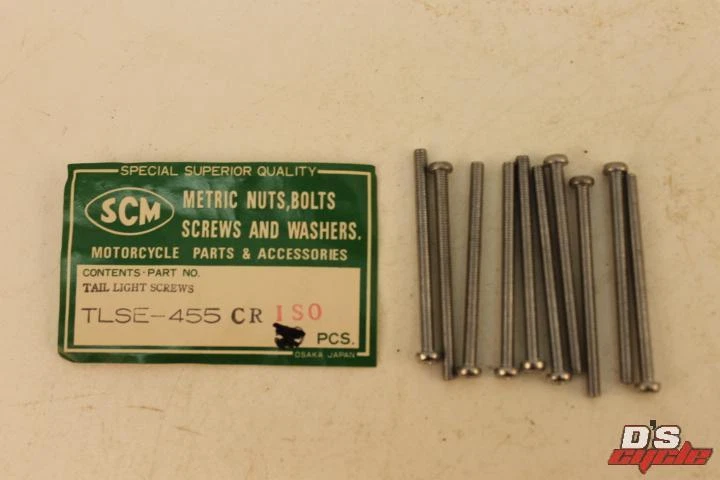 SPECIAL SUPERIOR QUALITY
SCM
METRIC NUTS,BOLTS
SCREWS AND WASHERS.
MOTORCYCLE PARTS & ACCESSORIES
CONTENTS·PART NO.
TAIL LIGHT SCREWS
TLSE-455 CR ISO
PCS.
OSAKA JAPAN
D'S
cycle